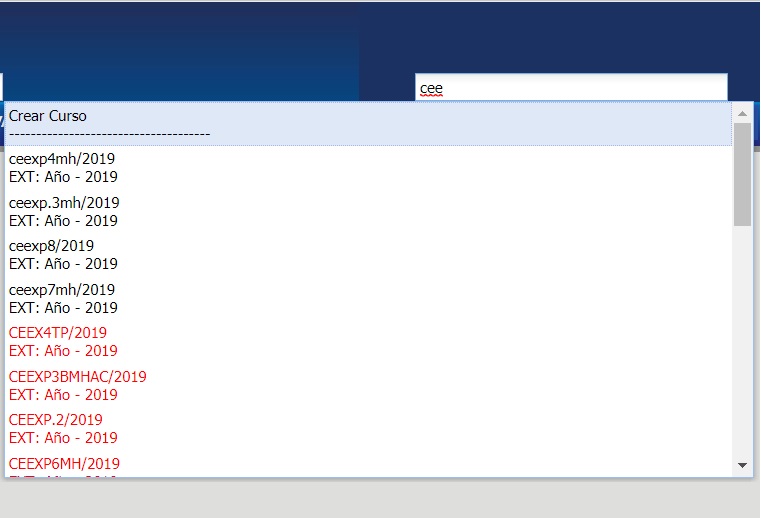 cee
Crear Curso
-------------------------------------
ceexp4mh/2019
EXT: Año - 2019
ceexp.3mh/2019
EXT: Año - 2019
ceexp8/2019
EXT: Año - 2019
ceexp7mh/2019
EXT: Año - 2019
CEEX4TP/2019
EXT: Año - 2019
CEEXP3BMHAC/2019
EXT: Año - 2019
CEEXP.2/2019
EXT: Año - 2019
CEEXP6MH/2019